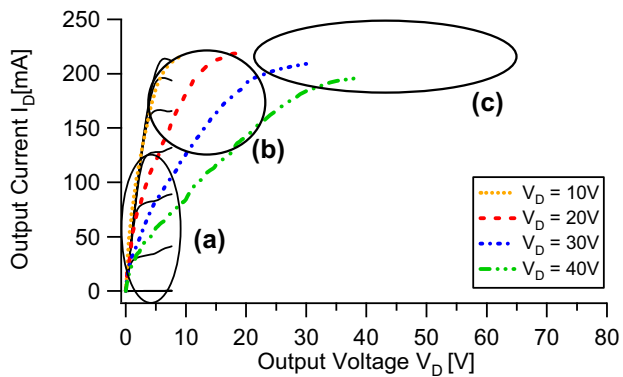 250
200
150
100
50
0
Output Current I_D[mA]
(a)
(b)
(c)
V_D = 10V
V_D = 20V
V_D = 30V
V_D = 40V
0 10 20 30 40 50 60 70 80
Output Voltage V_D [V]